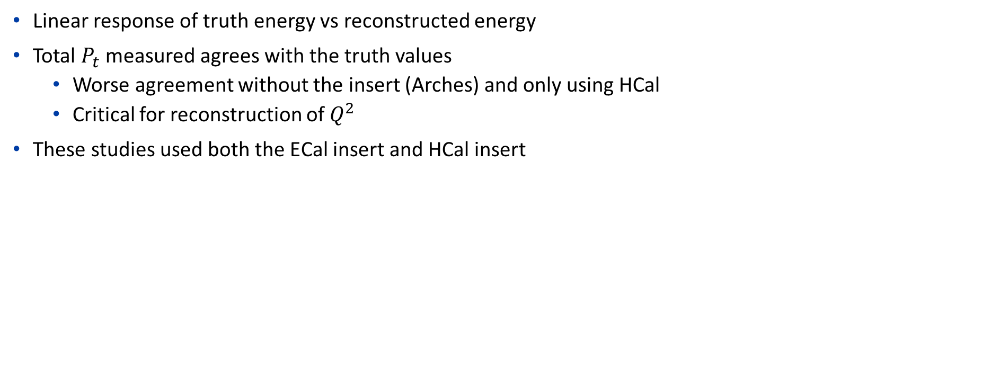 • Linear response of truth energy vs reconstructed energy
• Total $P_t$ measured agrees with the truth values
• Worse agreement without the insert (Arches) and only using HCal
• Critical for reconstruction of $Q^2$
• These studies used both the ECal insert and HCal insert